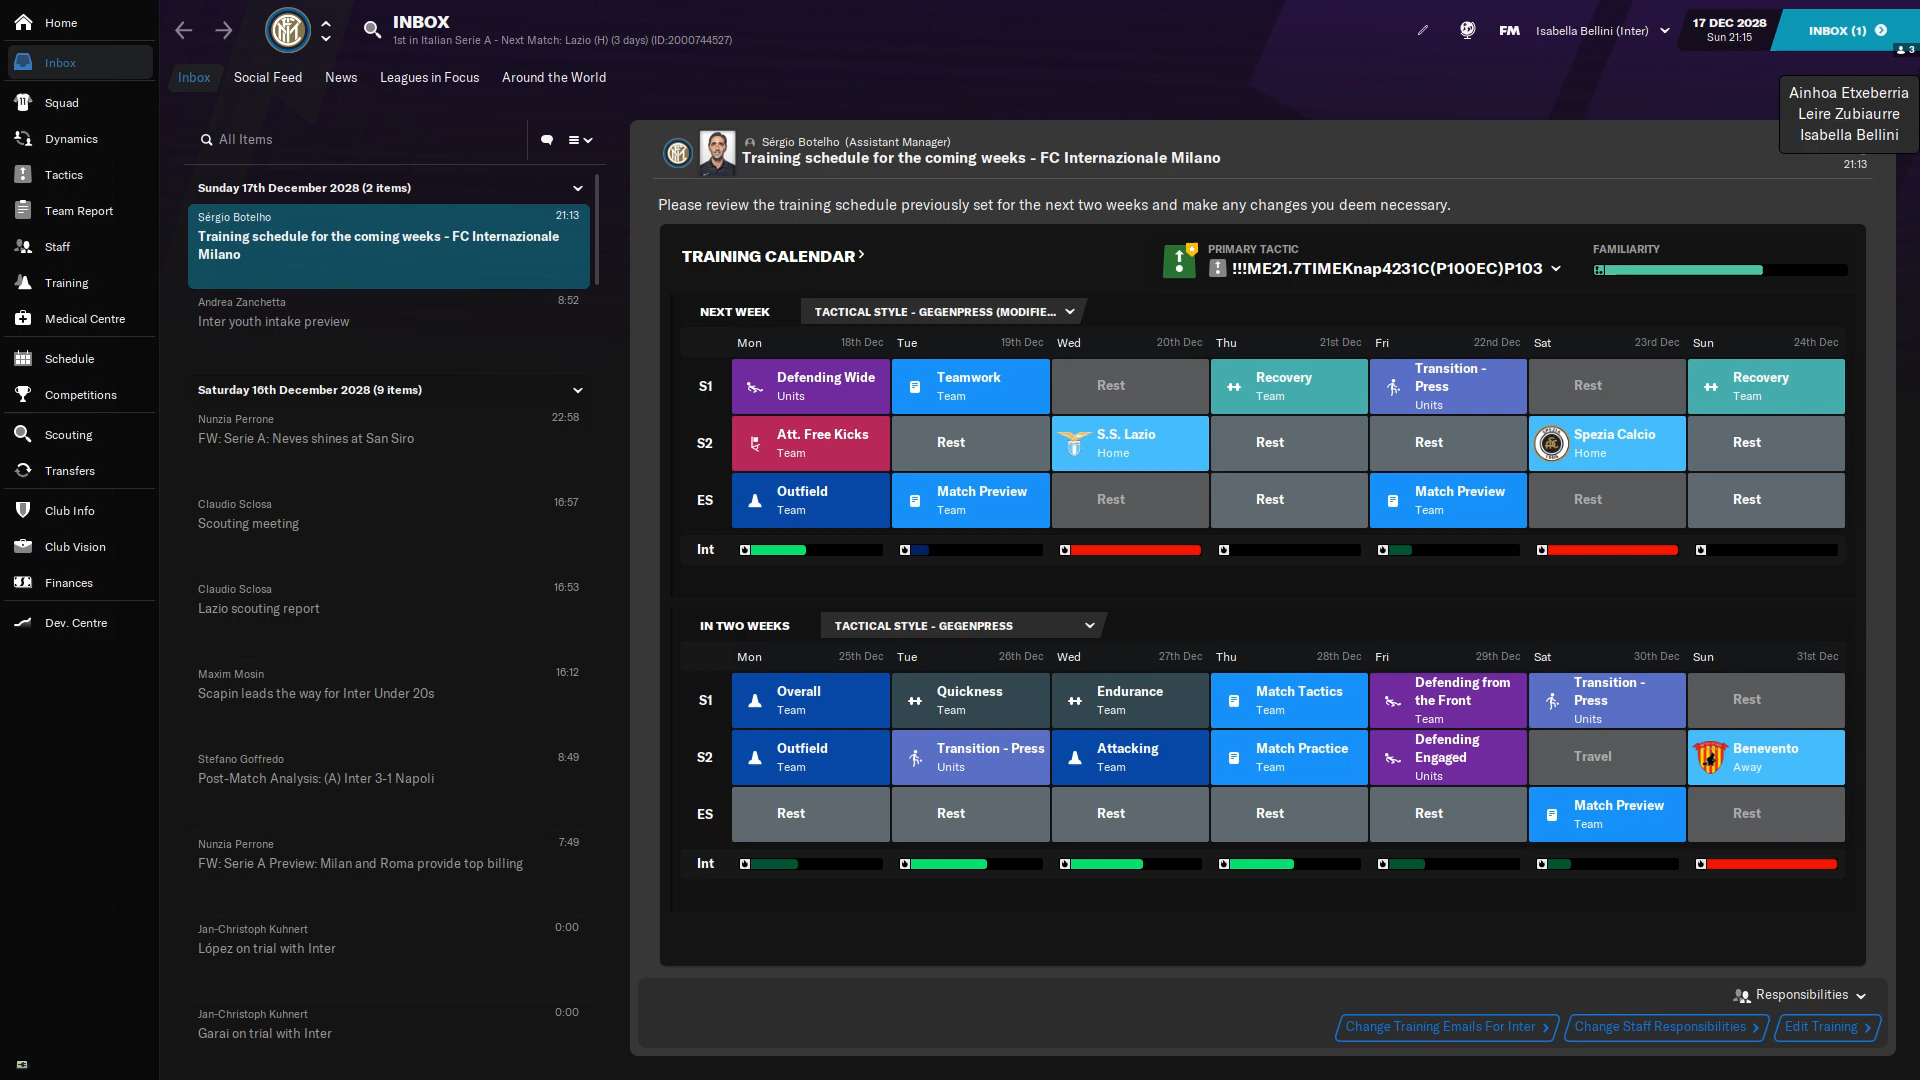 Home
Inbox
Squad
Dynamics
Tactics
Team Report
Staff
Training
Medical Centre
Schedule
Competitions
Scouting
Transfers
Club Info
Club Vision
Finances
Dev. Centre
INBOX
1st in Italian Serie A - Next Match: Lazio (H) (3 days) (ID:2000744527)
FM
Isabella Bellini (Inter)
17 DEC 2028
Sun 21:15
INBOX (1)
3
Inbox
Social Feed
News
Leagues in Focus
Around the World
Ainhoa Etxeberria
Leire Zubiaurre
Isabella Bellini
All Items
Sunday 17th December 2028 (2 items)
Sérgio Botelho
21:13
Training schedule for the coming weeks - FC Internazionale
Milano
Andrea Zanchetta
8:52
Inter youth intake preview
Saturday 16th December 2028 (9 items)
Nunzia Perrone
22:58
FW: Serie A: Neves shines at San Siro
Claudio Sclosa
16:57
Scouting meeting
Claudio Sclosa
16:53
Lazio scouting report
Maxim Mosin
16:12
Scapin leads the way for Inter Under 20s
Stefano Goffredo
8:49
Post-Match Analysis: (A) Inter 3-1 Napoli
Nunzia Perrone
7:49
FW: Serie A Preview: Milan and Roma provide top billing
Jan-Christoph Kuhnert
0:00
López on trial with Inter
Jan-Christoph Kuhnert
0:00
Garai on trial with Inter
Sérgio Botelho (Assistant Manager)
Training schedule for the coming weeks - FC Internazionale Milano
21:13
Please review the training schedule previously set for the next two weeks and make any changes you deem necessary.
TRAINING CALENDAR
PRIMARY TACTIC
!!!ME21.7TIMEKnap4231C(P100EC)P103
FAMILIARITY
NEXT WEEK
TACTICAL STYLE - GEGENPRESS (MODIFIE...
Mon 18th Dec Tue 19th Dec Wed 20th Dec Thu 21st Dec Fri 22nd Dec Sat 23rd Dec Sun 24th Dec
S1
Defending Wide
Units
Teamwork
Team
Rest
Recovery
Team
Transition -
Press
Units
Rest
Recovery
Team
S2
Att. Free Kicks
Team
Rest
S.S. Lazio
Home
Rest
Rest
Spezia Calcio
Home
Rest
ES
Outfield
Team
Match Preview
Team
Rest
Rest
Match Preview
Team
Rest
Rest
Int
IN TWO WEEKS
TACTICAL STYLE - GEGENPRESS
Mon 25th Dec Tue 26th Dec Wed 27th Dec Thu 28th Dec Fri 29th Dec Sat 30th Dec Sun 31st Dec
S1
Overall
Team
Quickness
Team
Endurance
Team
Match Tactics
Team
Defending from
the Front
Team
Transition -
Press
Units
Rest
S2
Outfield
Team
Transition - Press
Units
Attacking
Team
Match Practice
Team
Defending
Engaged
Units
Travel
Benevento
Away
ES
Rest
Rest
Rest
Rest
Rest
Match Preview
Team
Rest
Int
Responsibilities
Change Training Emails For Inter
Change Staff Responsibilities
Edit Training